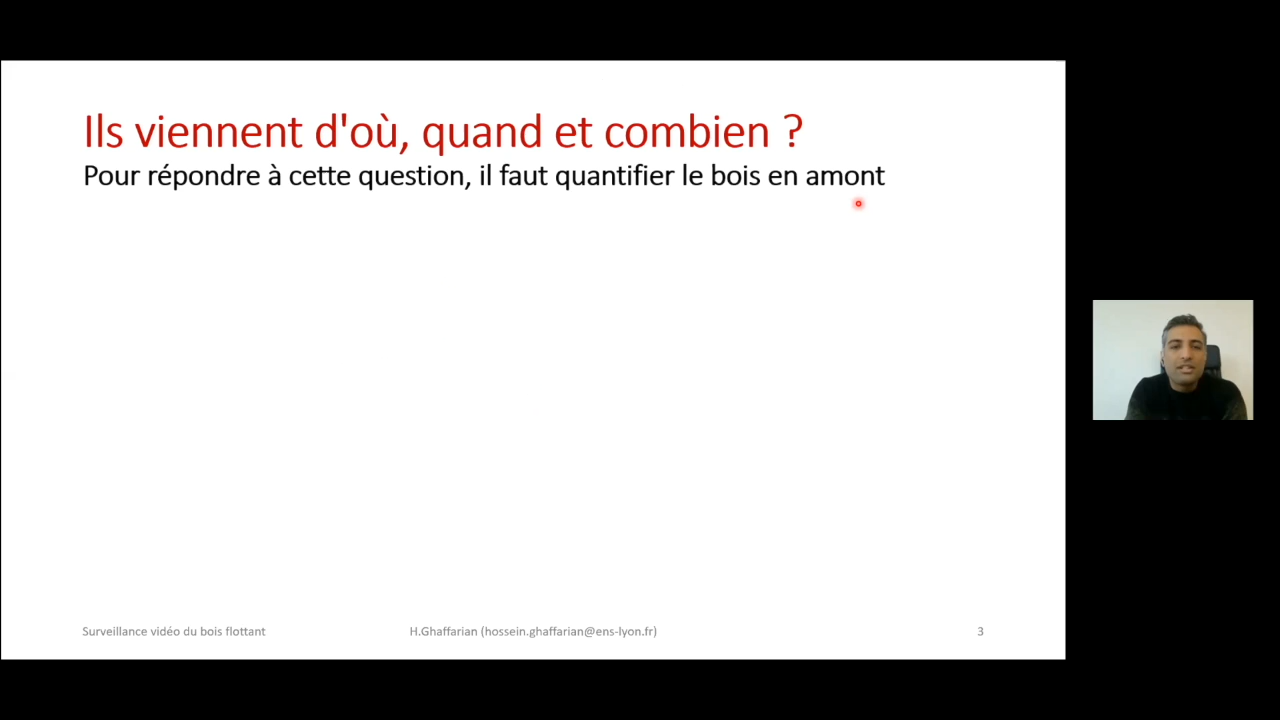 Ils viennent d'où, quand et combien ?
Pour répondre à cette question, il faut quantifier le bois en amont
Surveillance vidéo du bois flottant
H.Ghaffarian (hossein.ghaffarian@ens-lyon.fr)
3